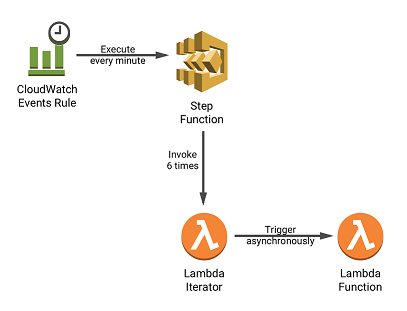 Execute
every minute
CloudWatch
Events Rule
Step
Function
Invoke
6 times
Trigger
asynchronously
Lambda
Iterator
Lambda
Function